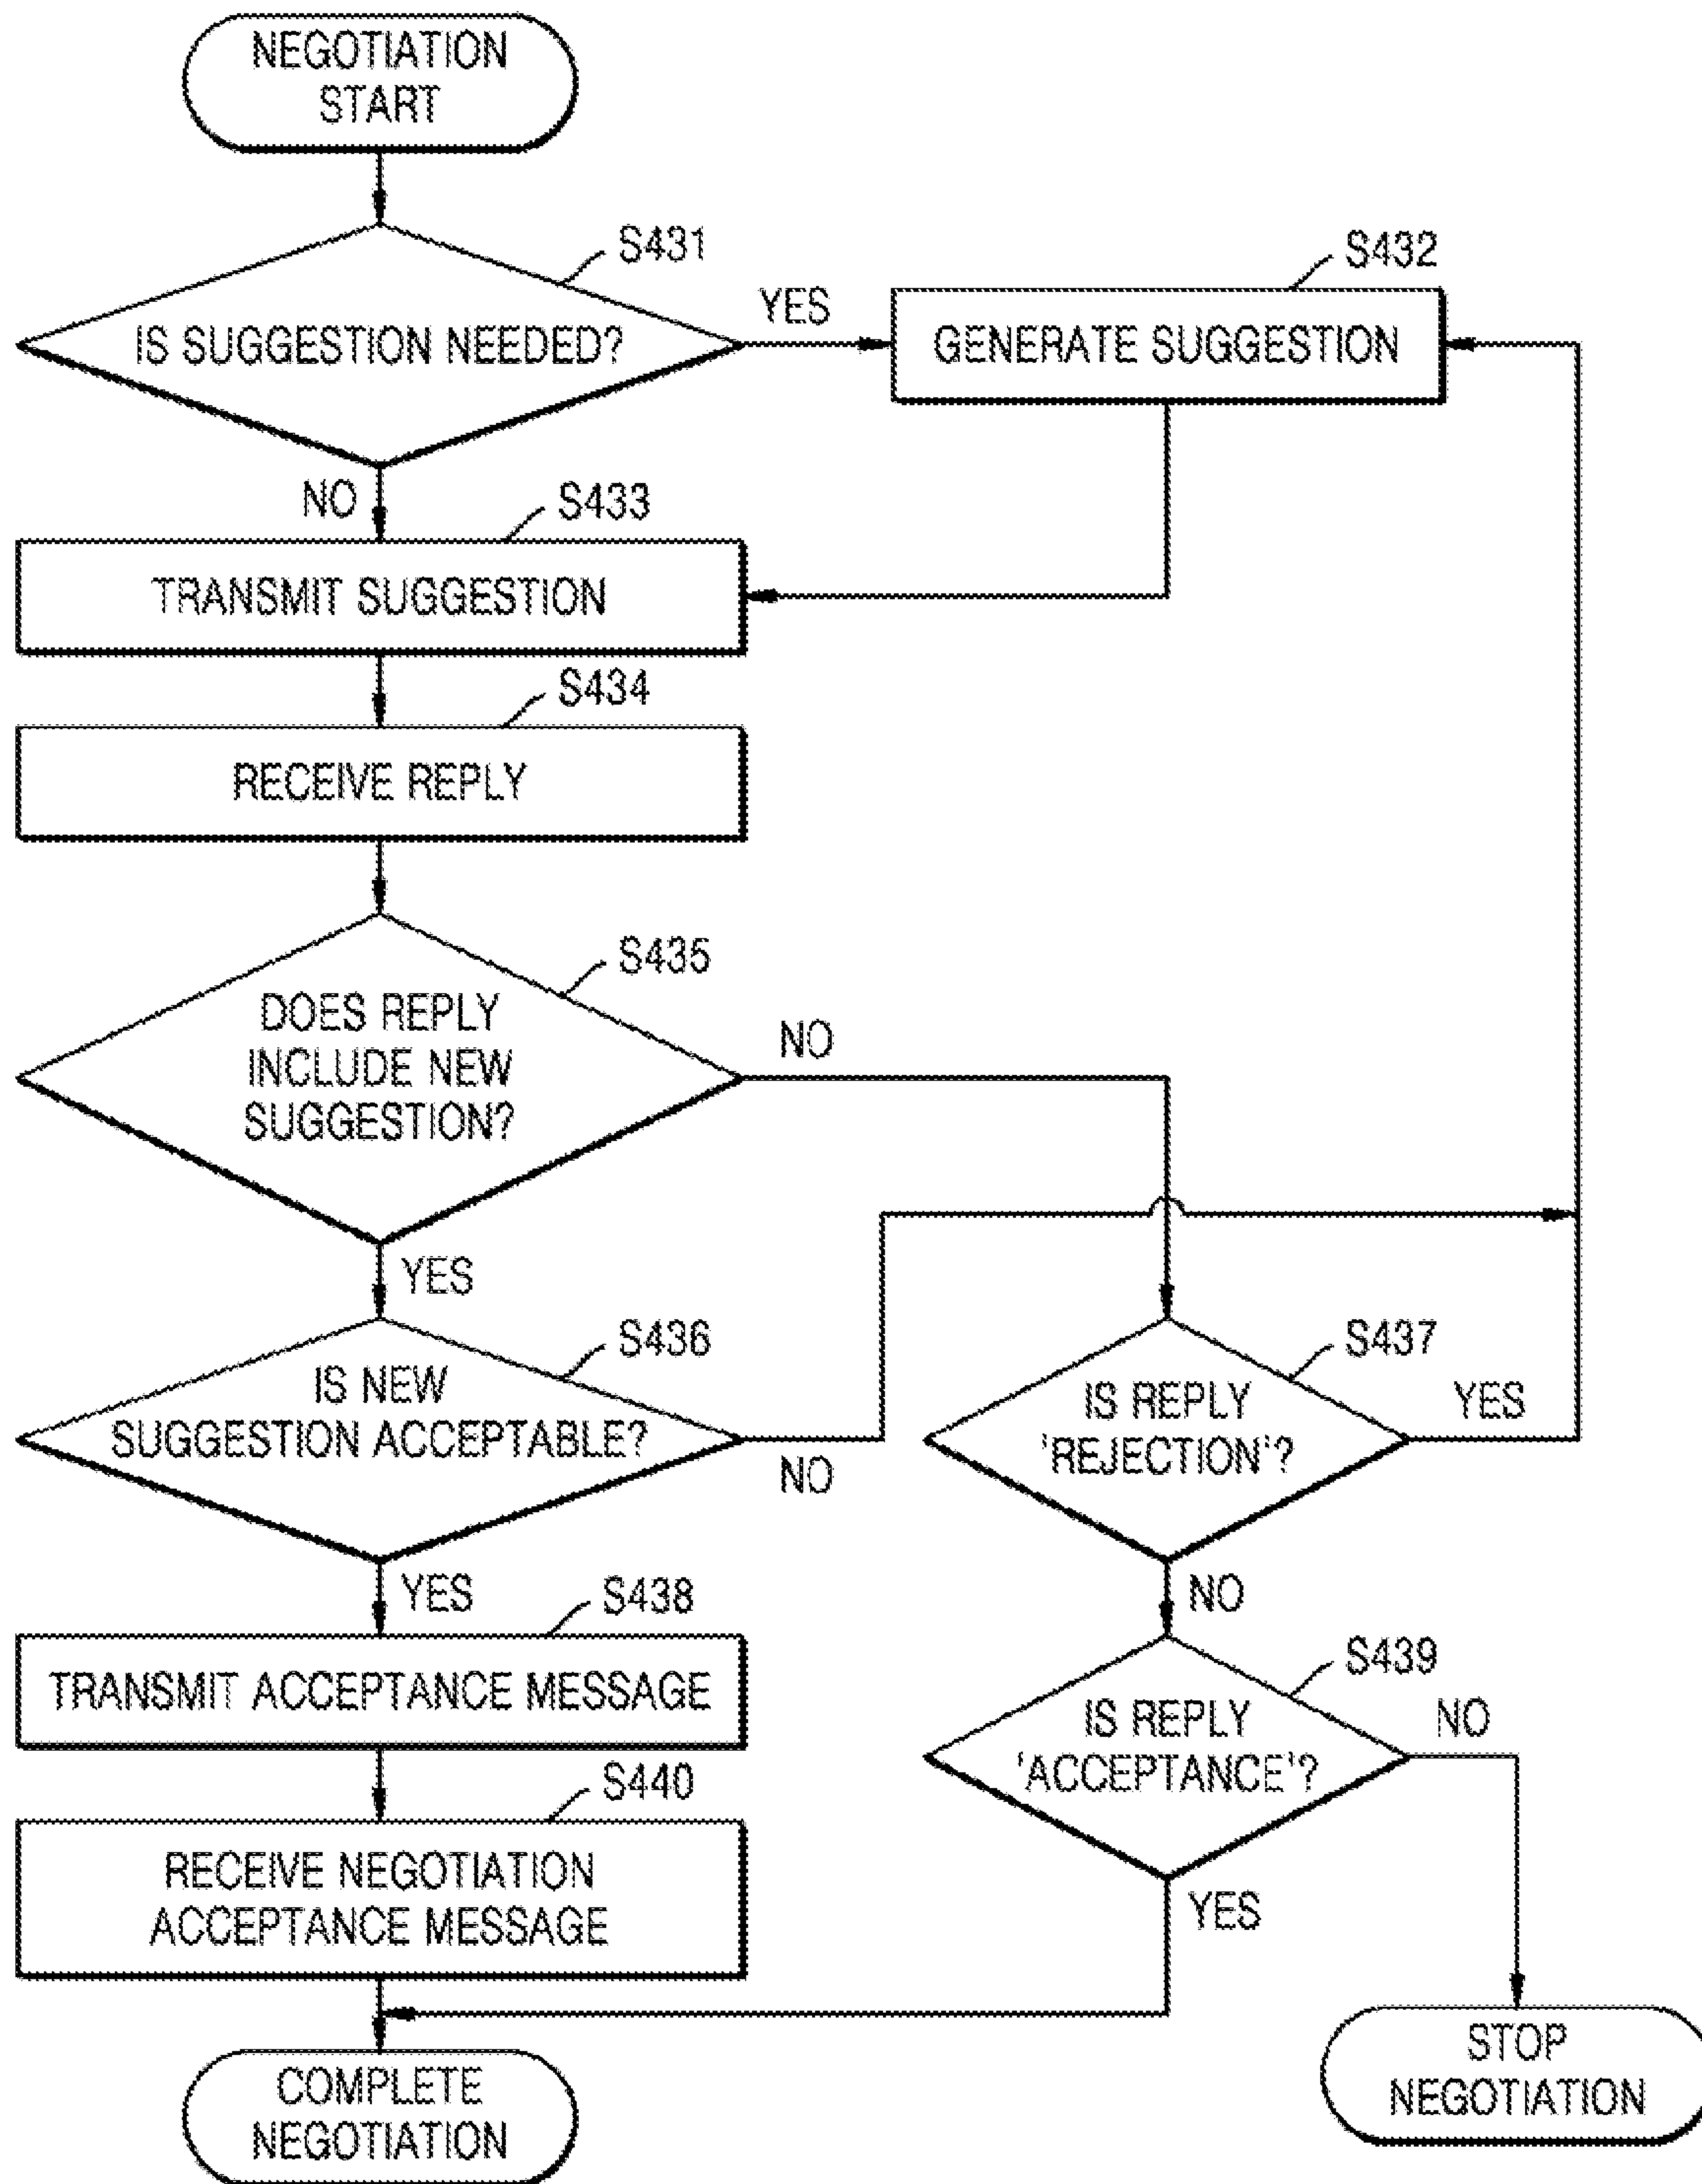 NEGOTIATION
START
S431
IS SUGGESTION NEEDED?
YES
S432
GENERATE SUGGESTION
NO
S433
TRANSMIT SUGGESTION
S434
RECEIVE REPLY
S435
DOES REPLY
INCLUDE NEW
SUGGESTION?
NO
YES
S436
IS NEW
SUGGESTION ACCEPTABLE?
NO
S437
IS REPLY
'REJECTION'?
YES
YES
NO
S438
TRANSMIT ACCEPTANCE MESSAGE
S439
IS REPLY
'ACCEPTANCE'?
NO
YES
S440
RECEIVE NEGOTIATION
ACCEPTANCE MESSAGE
COMPLETE
NEGOTIATION
STOP
NEGOTIATION